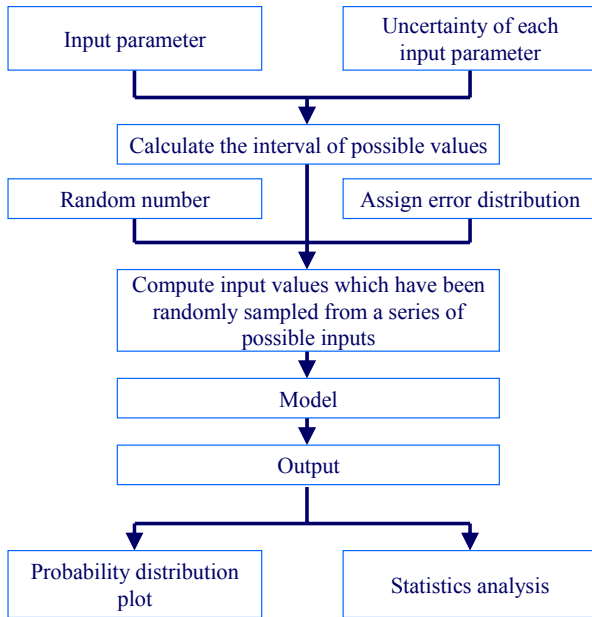 Input parameter
Uncertainty of each
input parameter
Calculate the interval of possible values
Random number
Assign error distribution
Compute input values which have been
randomly sampled from a series of
possible inputs
Model
Output
Probability distribution
plot
Statistics analysis